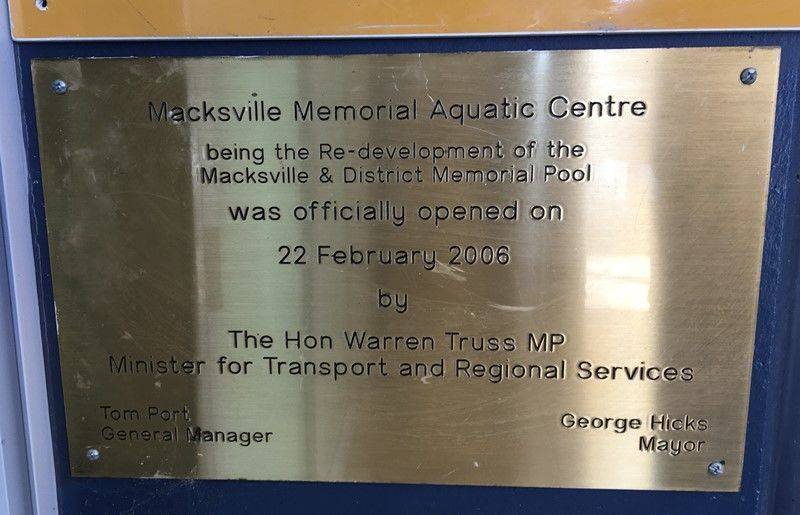 Macksville Memorial Aquatic Centre
being the Re-development of the
Macksville & District Memorial Pool
was officially opened on
22 February 2006
by
The Hon Warren Truss MP
Minister for Transport and Regional Services
Tom Port
General Manager
George Hicks
Mayor